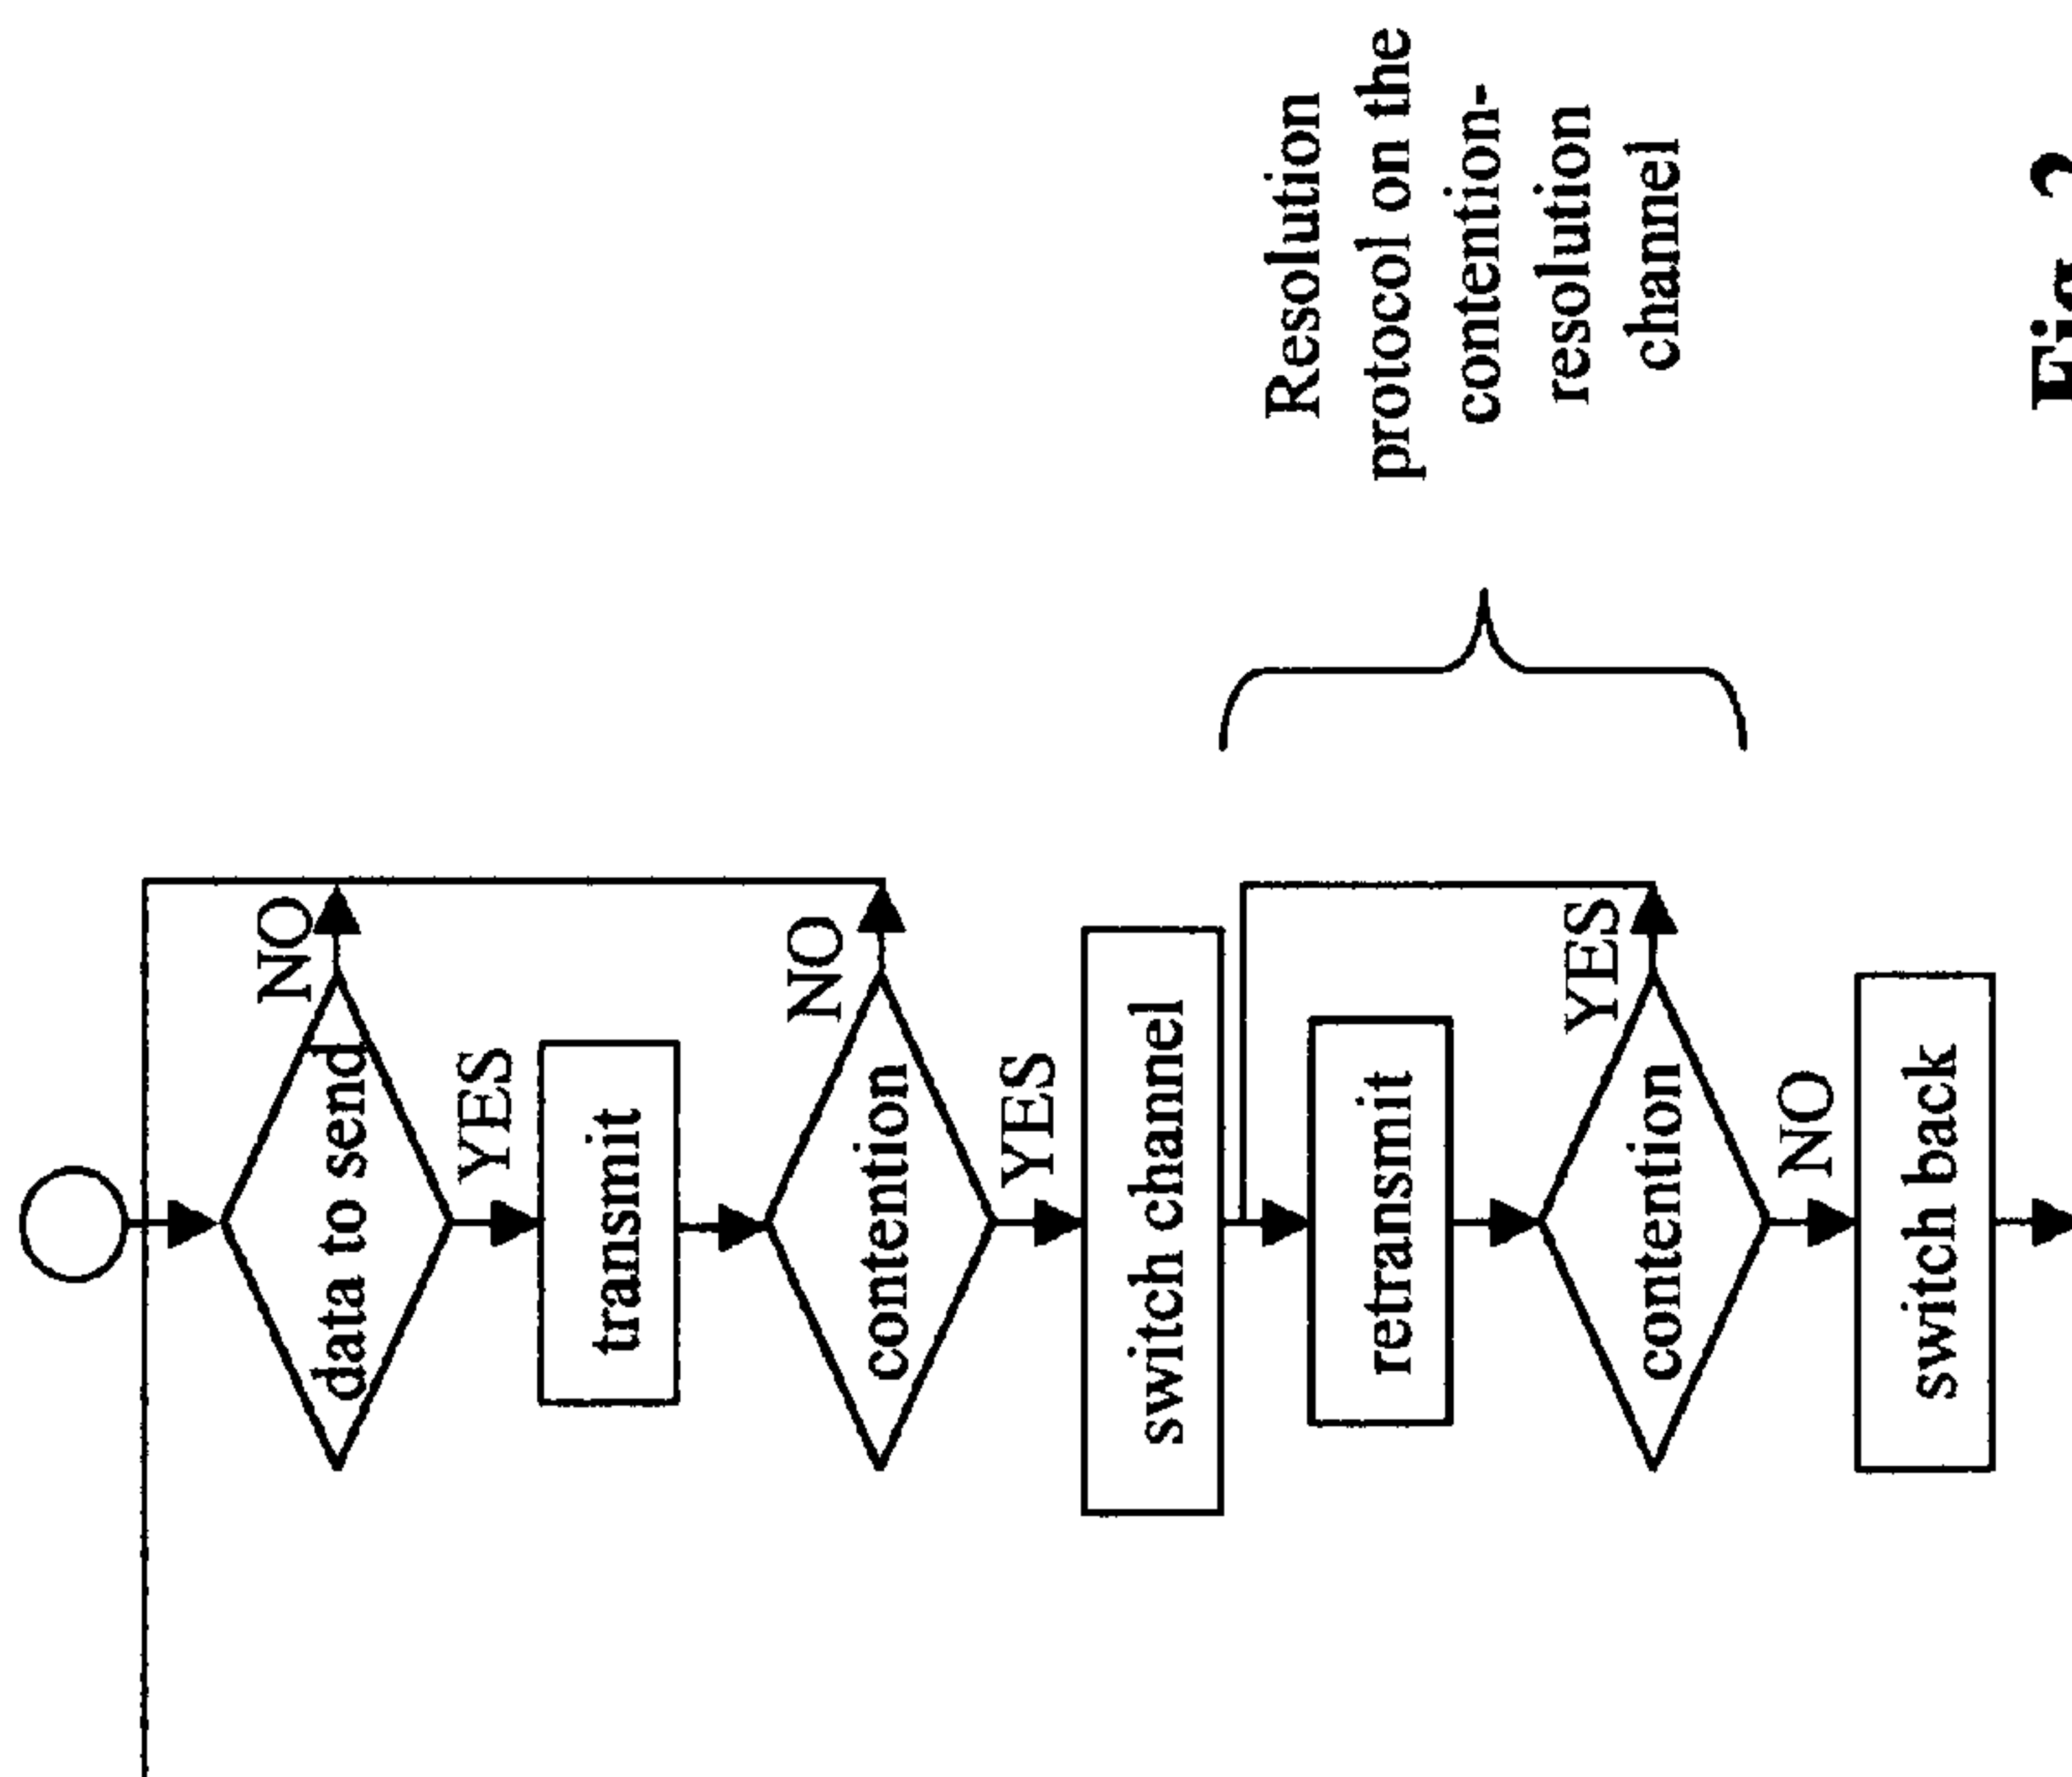 data to send
NO
YES
transmit
contention
NO
YES
switch channel
retransmit
contention
YES
NO
switch back
Resolution
protocol on the
contention-
resolution
channel
Fig